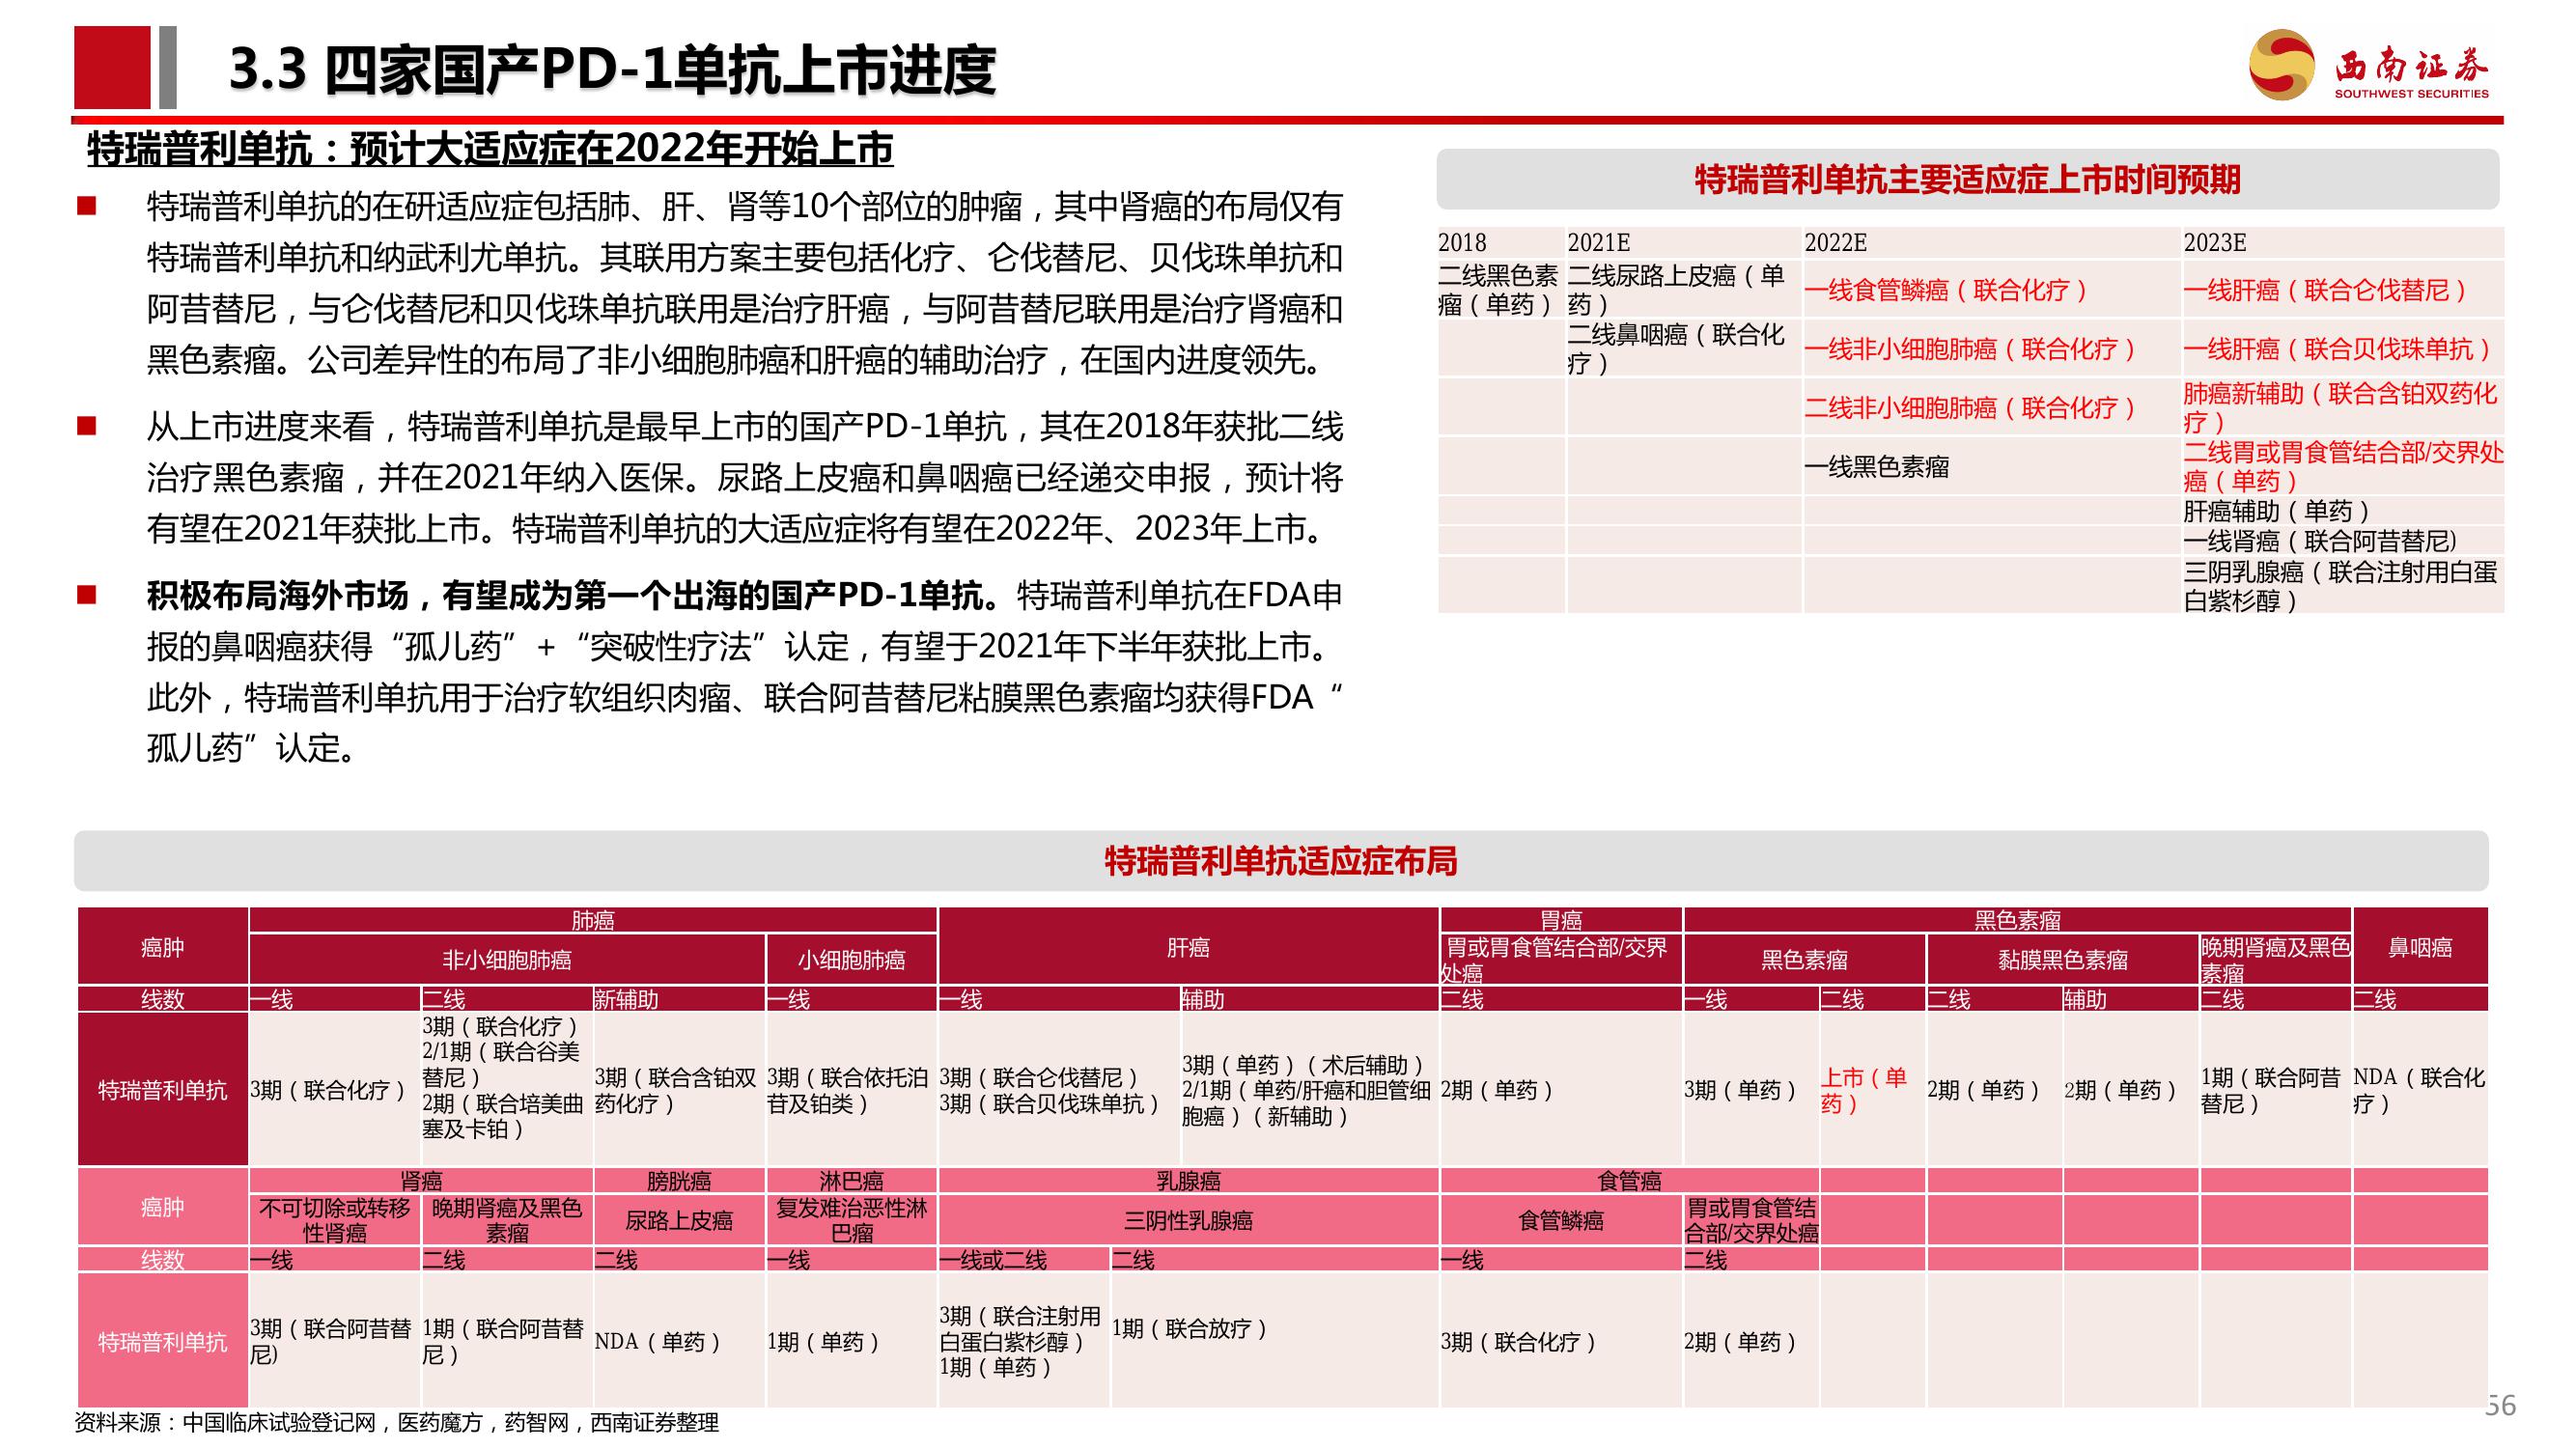 3.3 四家国产PD-1单抗上市进度
西南证券
SOUTHWEST SECURITIES
特瑞普利单抗：预计大适应症在2022年开始上市
■ 特瑞普利单抗的在研适应症包括肺、肝、肾等10个部位的肿瘤，其中肾癌的布局仅有
特瑞普利单抗和纳武利尤单抗。其联用方案主要包括化疗、仑伐替尼、贝伐珠单抗和
阿昔替尼，与仑伐替尼和贝伐珠单抗联用是治疗肝癌，与阿昔替尼联用是治疗肾癌和
黑色素瘤。公司差异性的布局了非小细胞肺癌和肝癌的辅助治疗，在国内进度领先。
■ 从上市进度来看，特瑞普利单抗是最早上市的国产PD-1单抗，其在2018年获批二线
治疗黑色素瘤，并在2021年纳入医保。尿路上皮癌和鼻咽癌已经递交申报，预计将
有望在2021年获批上市。特瑞普利单抗的大适应症将有望在2022年、2023年上市。
■ 积极布局海外市场，有望成为第一个出海的国产PD-1单抗。特瑞普利单抗在FDA申
报的鼻咽癌获得“孤儿药”+“突破性疗法”认定，有望于2021年下半年获批上市。
此外，特瑞普利单抗用于治疗软组织肉瘤、联合阿昔替尼粘膜黑色素瘤均获得FDA“
孤儿药”认定。
特瑞普利单抗主要适应症上市时间预期
2018 2021E 2022E 2023E
二线黑色素瘤（单药） 二线尿路上皮癌（单药） 一线食管鳞癌（联合化疗） 一线肝癌（联合仑伐替尼）
二线鼻咽癌（联合化疗） 一线非小细胞肺癌（联合化疗） 一线肝癌（联合贝伐珠单抗）
二线非小细胞肺癌（联合化疗） 肺癌新辅助（联合含铂双药化疗）
一线黑色素瘤 二线胃或胃食管结合部/交界处癌（单药）
肝癌辅助（单药）
一线肾癌（联合阿昔替尼)
三阴乳腺癌（联合注射用白蛋白紫杉醇）
特瑞普利单抗适应症布局
癌肿 肺癌 肝癌 胃癌 黑色素瘤 鼻咽癌
非小细胞肺癌 小细胞肺癌 胃或胃食管结合部/交界处癌 黑色素瘤 黏膜黑色素瘤 晚期肾癌及黑色素瘤
线数 一线 二线 新辅助 一线 一线 辅助 二线 一线 二线 二线 辅助 二线 二线
特瑞普利单抗 3期（联合化疗） 3期（联合化疗）2/1期（联合谷美替尼）2期（联合培美曲塞及卡铂） 3期（联合含铂双药化疗） 3期（联合依托泊苷及铂类） 3期（联合仑伐替尼）3期（联合贝伐珠单抗） 3期（单药）（术后辅助）2/1期（单药/肝癌和胆管细胞癌）（新辅助） 2期（单药） 3期（单药） 上市（单药） 2期（单药） 2期（单药） 1期（联合阿昔替尼） NDA（联合化疗）
癌肿 肾癌 膀胱癌 淋巴癌 乳腺癌 食管癌
不可切除或转移性肾癌 晚期肾癌及黑色素瘤 尿路上皮癌 复发难治恶性淋巴瘤 三阴性乳腺癌 食管鳞癌 胃或胃食管结合部/交界处癌
线数 一线 二线 二线 一线 一线或二线 二线 一线 二线
特瑞普利单抗 3期（联合阿昔替尼) 1期（联合阿昔替尼） NDA（单药） 1期（单药） 3期（联合注射用白蛋白紫杉醇）1期（单药） 1期（联合放疗） 3期（联合化疗） 2期（单药）
资料来源：中国临床试验登记网，医药魔方，药智网，西南证券整理
56